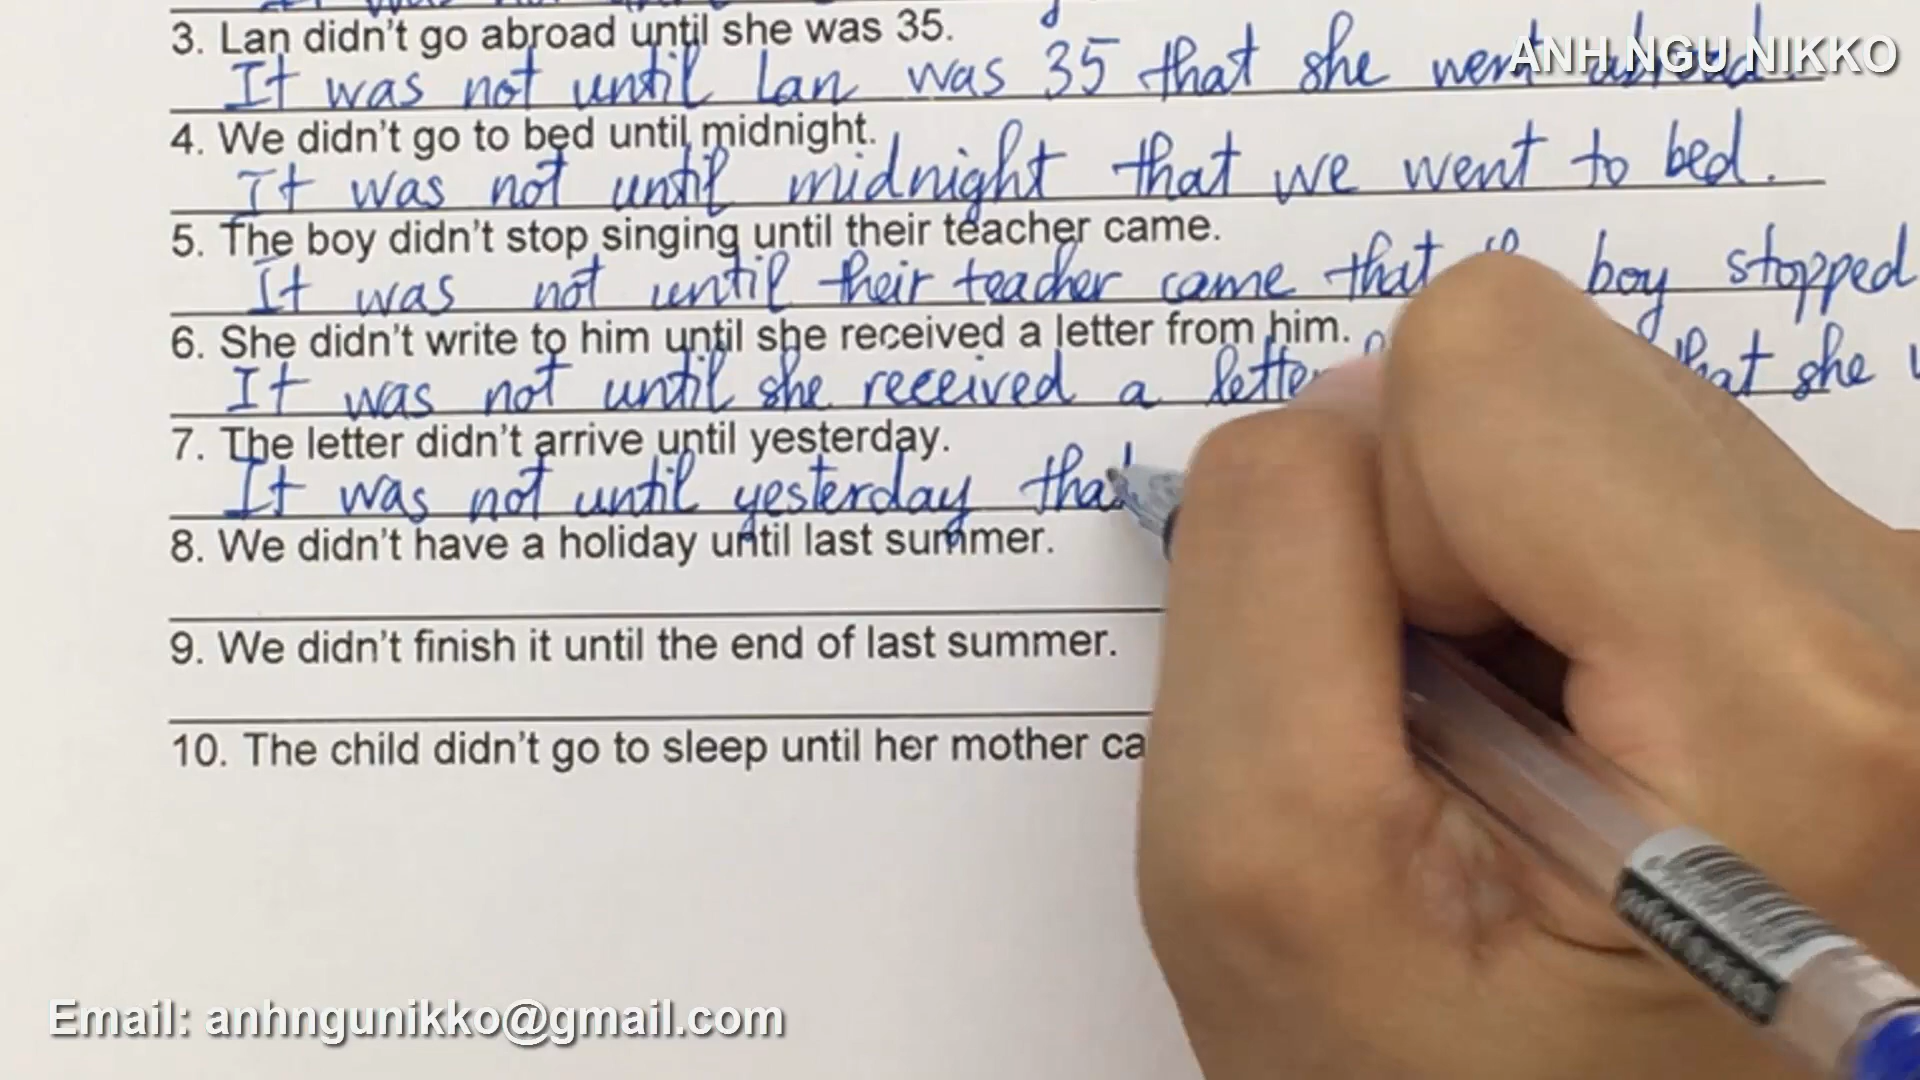 3. Lan didn't go abroad until she was 35.
ANH NGU NIKKO
It was not until Lan was 35 that she went abroad.
4. We didn't go to bed until midnight.
It was not until midnight that we went to bed.
5. The boy didn't stop singing until their teacher came.
It was not until their teacher came that boy stopped
6. She didn't write to him until she received a letter from him.
It was not until she received a letter that she
7. The letter didn't arrive until yesterday.
It was not until yesterday that
8. We didn't have a holiday until last summer.
9. We didn't finish it until the end of last summer.
10. The child didn't go to sleep until her mother ca
Email: anhngunikko@gmail.com